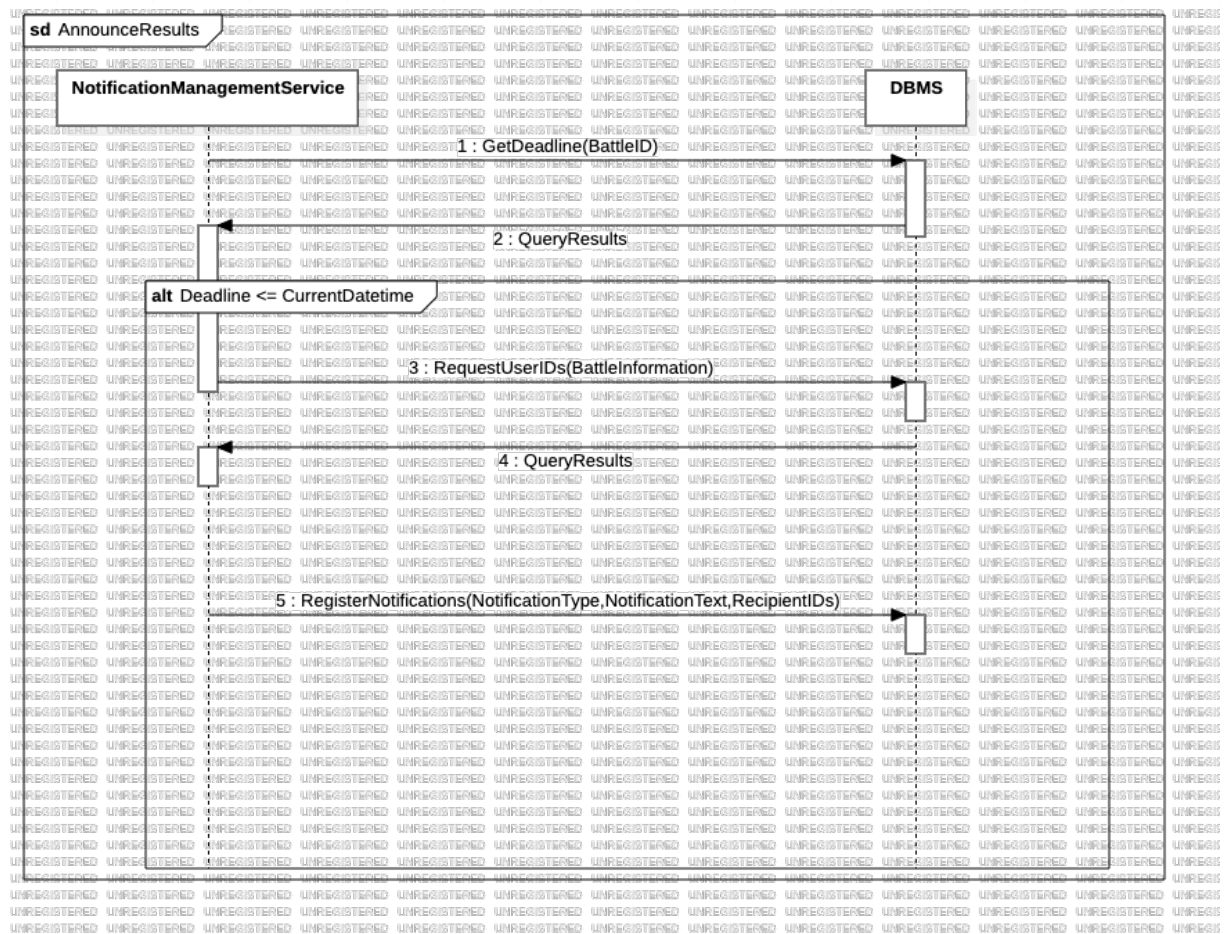 sd AnnounceResults
NotificationManagementService
DBMS
1 : GetDeadline(BattleID)
2 : QueryResults
alt Deadline <= CurrentDatetime
3 : RequestUserIDs(BattleInformation)
4 : QueryResults
5 : RegisterNotifications(NotificationType,NotificationText,RecipientIDs)
UNREGISTERED